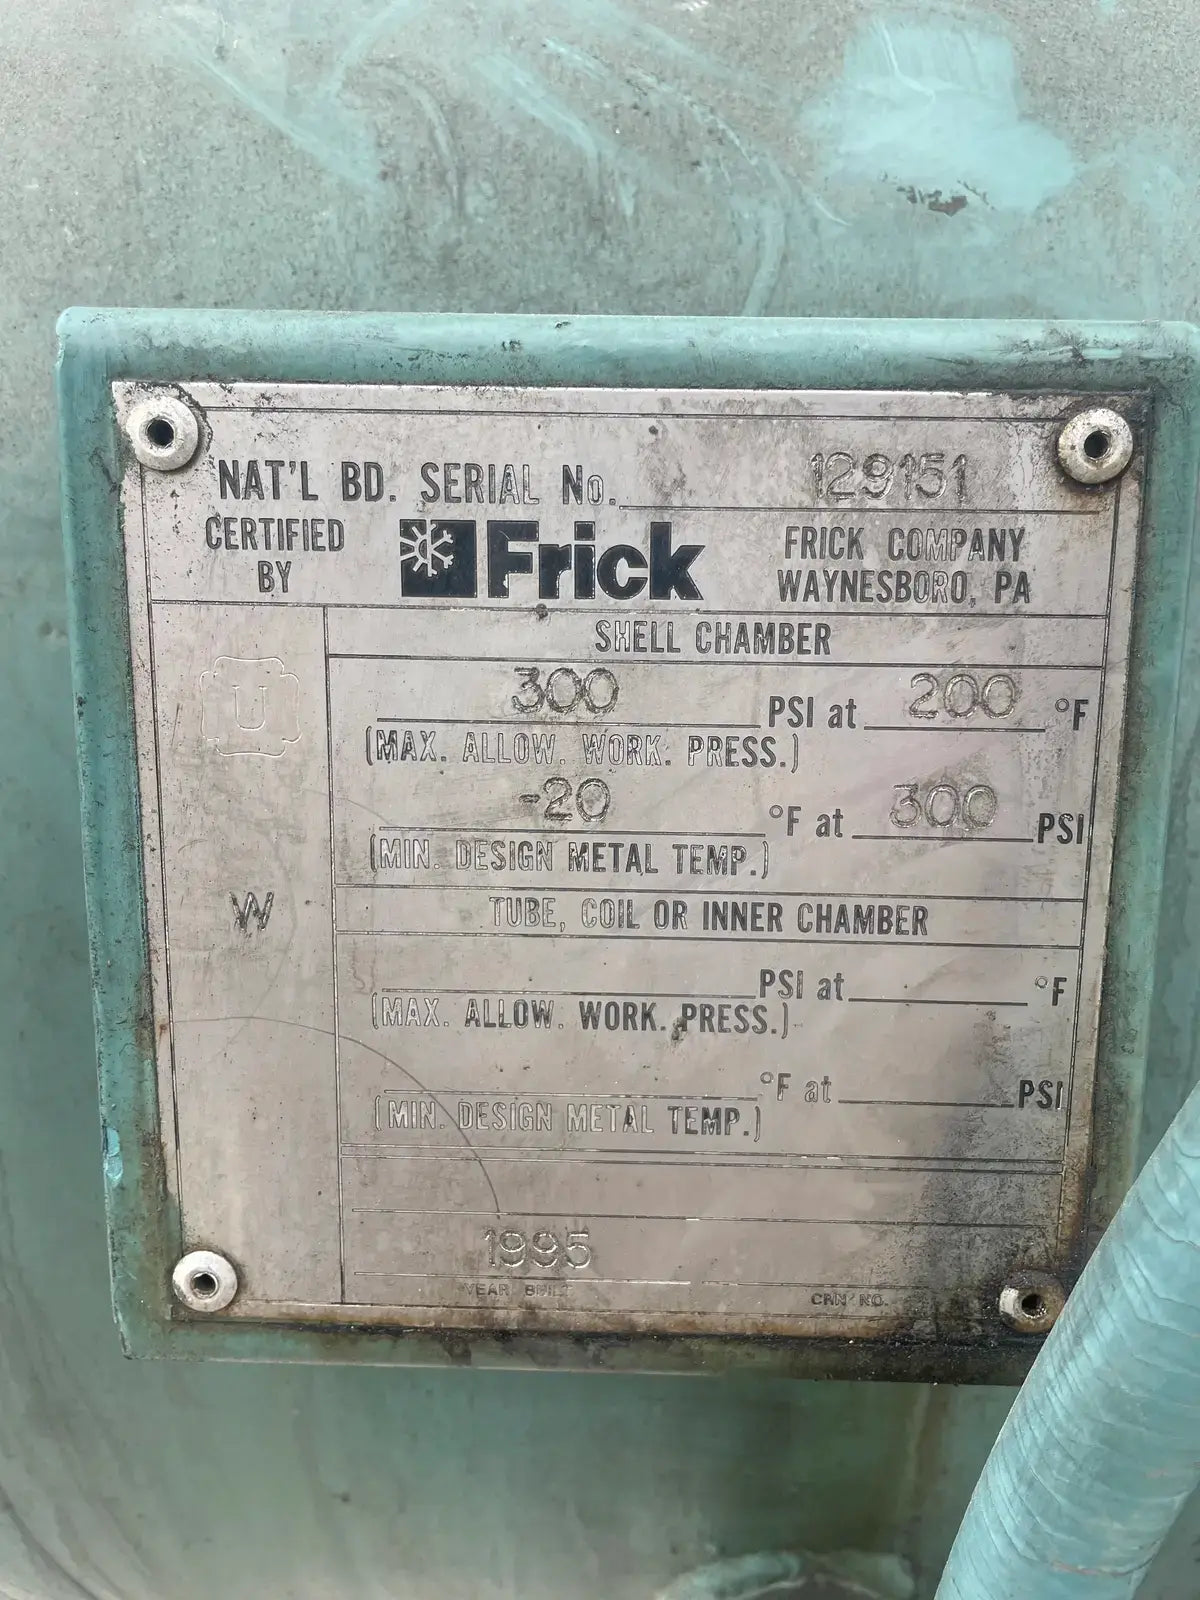 NAT'L BD. SERIAL No. 129151
CERTIFIED BY
Frick
FRICK COMPANY
WAYNESBORO, PA
SHELL CHAMBER
300 PSI at 200 °F
(MAX. ALLOW. WORK. PRESS.)
-20 °F at 300 PSI
(MIN. DESIGN METAL TEMP.)
U
W
TUBE, COIL OR INNER CHAMBER
PSI at °F
(MAX. ALLOW. WORK. PRESS.)
°F at PSI
(MIN. DESIGN METAL TEMP.)
1995
YEAR BUILT
CRN NO.